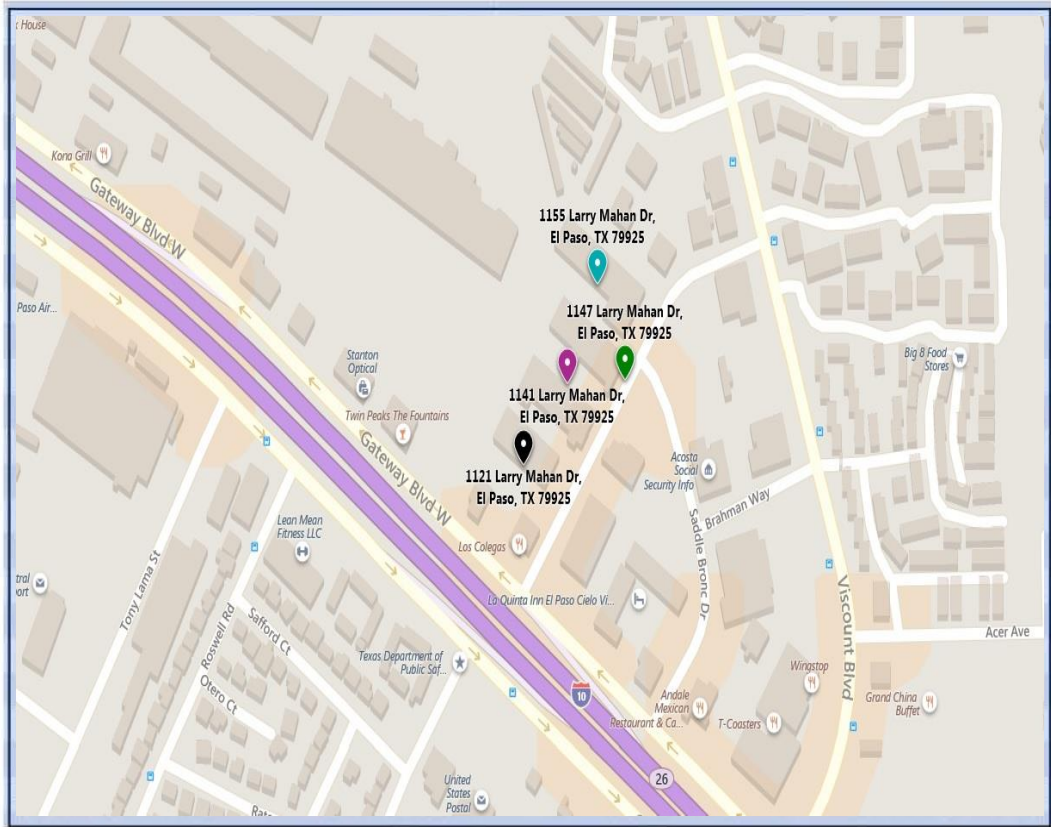 House
Kona Grill
Gateway Blvd W
Paso Air...
1155 Larry Mahan Dr,
El Paso, TX 79925
1147 Larry Mahan Dr,
El Paso, TX 79925
Stanton
Optical
Twin Peaks The Fountains
1141 Larry Mahan Dr,
El Paso, TX 79925
Big 8 Food
Stores
Gateway Blvd W
1121 Larry Mahan Dr,
El Paso, TX 79925
Acosta
Social
Security Info
Brahman Way
Saddle Bronc Dr
Lean Mean
Fitness LLC
Los Colegas
La Quinta Inn El Paso Cielo Vi...
Tony Lama St
Roswell Rd
Safford Ct
Otero Ct
Texas Department of
Public Saf...
Viscount Blvd
Acer Ave
10
Wingstop
Andale
Mexican
Restaurant & Ca...
T-Coasters
Grand China
Buffet
26
United
States
Postal